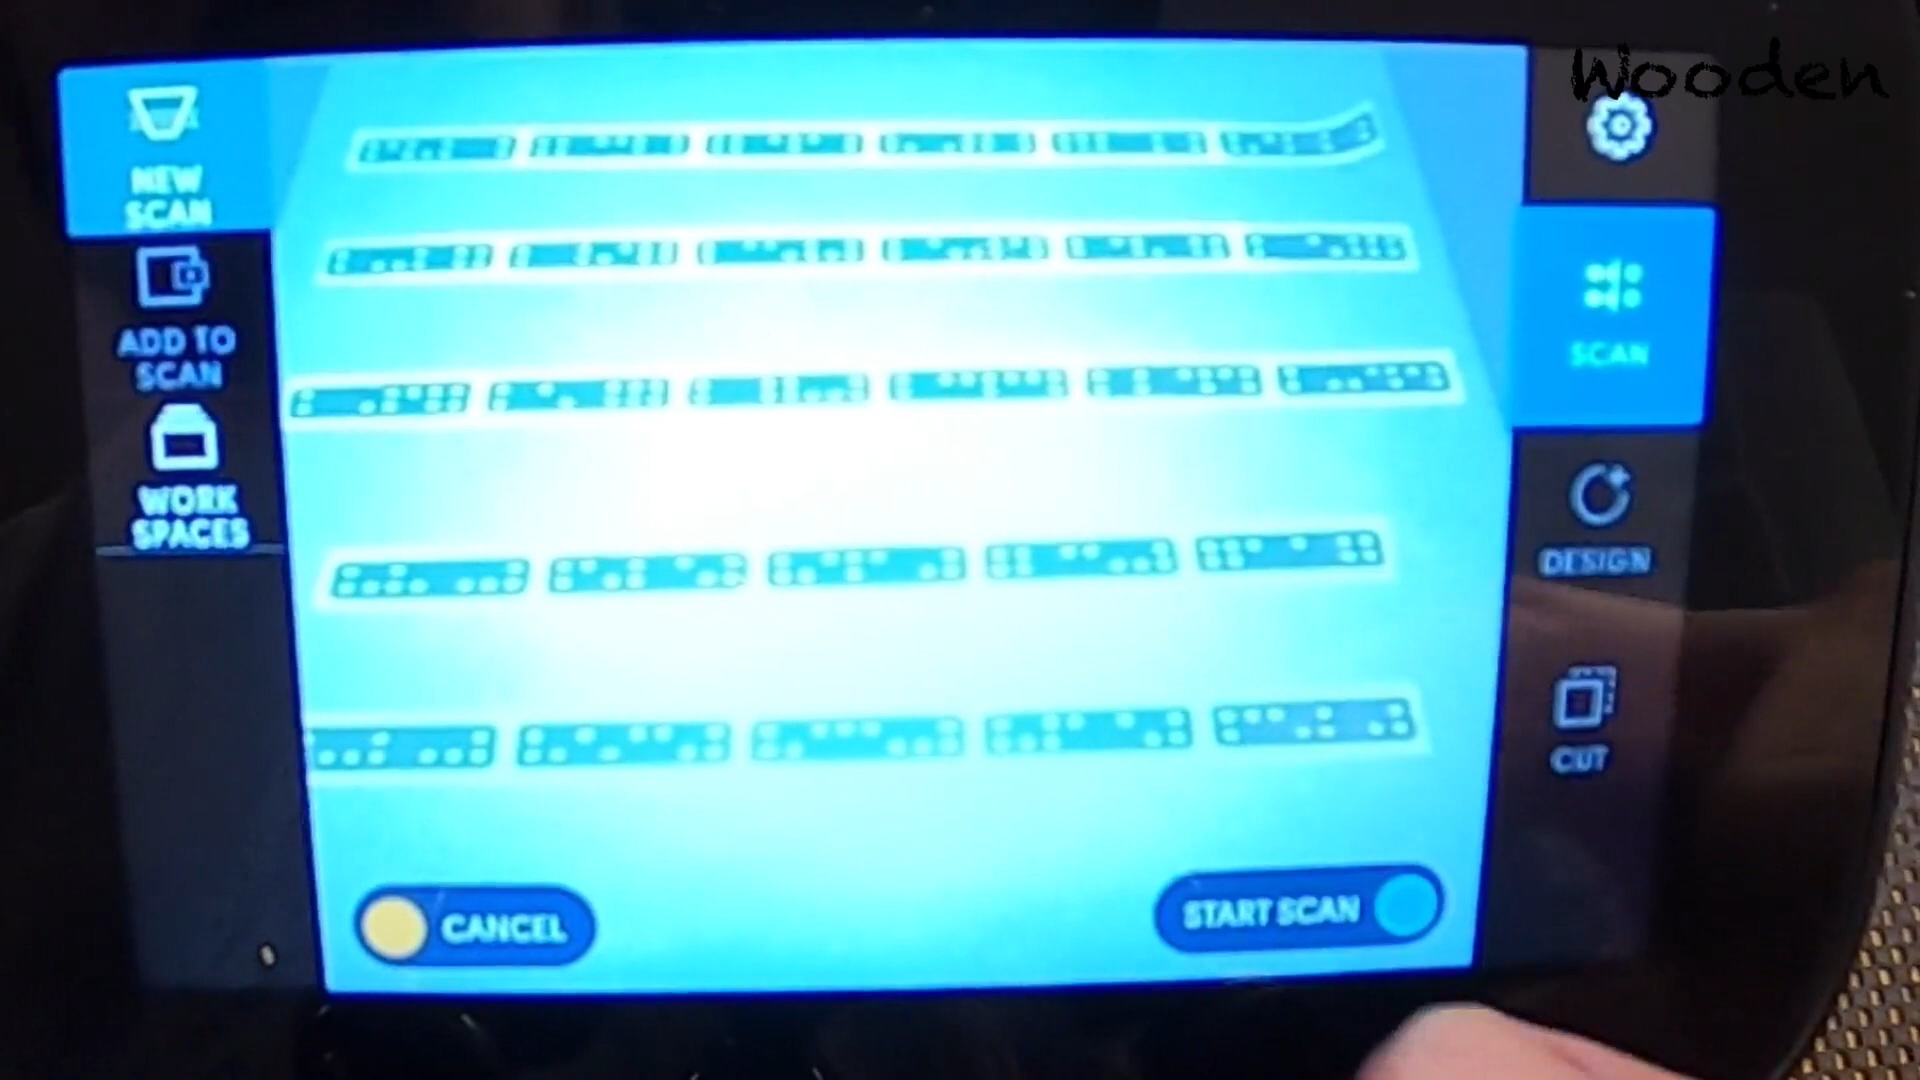 Wooden
NEW
SCAN
ADD TO
SCAN
WORK
SPACES
SCAN
DESIGN
CUT
CANCEL
START SCAN